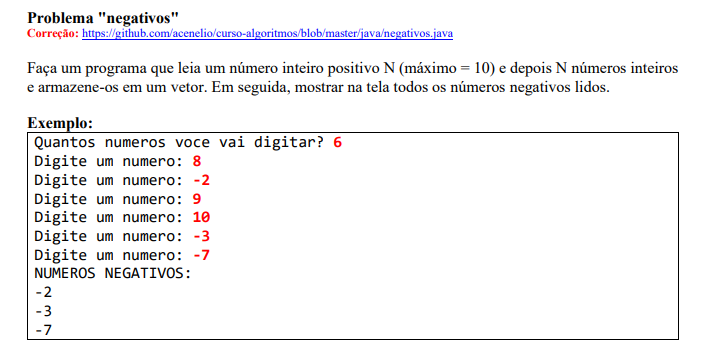 Problema "negativos"
Correção: https://github.com/acenelio/curso-algoritmos/blob/master/java/negativos.java
Faça um programa que leia um número inteiro positivo N (máximo = 10) e depois N números inteiros
e armazene-os em um vetor. Em seguida, mostrar na tela todos os números negativos lidos.
Exemplo:
Quantos numeros voce vai digitar? 6
Digite um numero: 8
Digite um numero: -2
Digite um numero: 9
Digite um numero: 10
Digite um numero: -3
Digite um numero: -7
NUMEROS NEGATIVOS:
-2
-3
-7